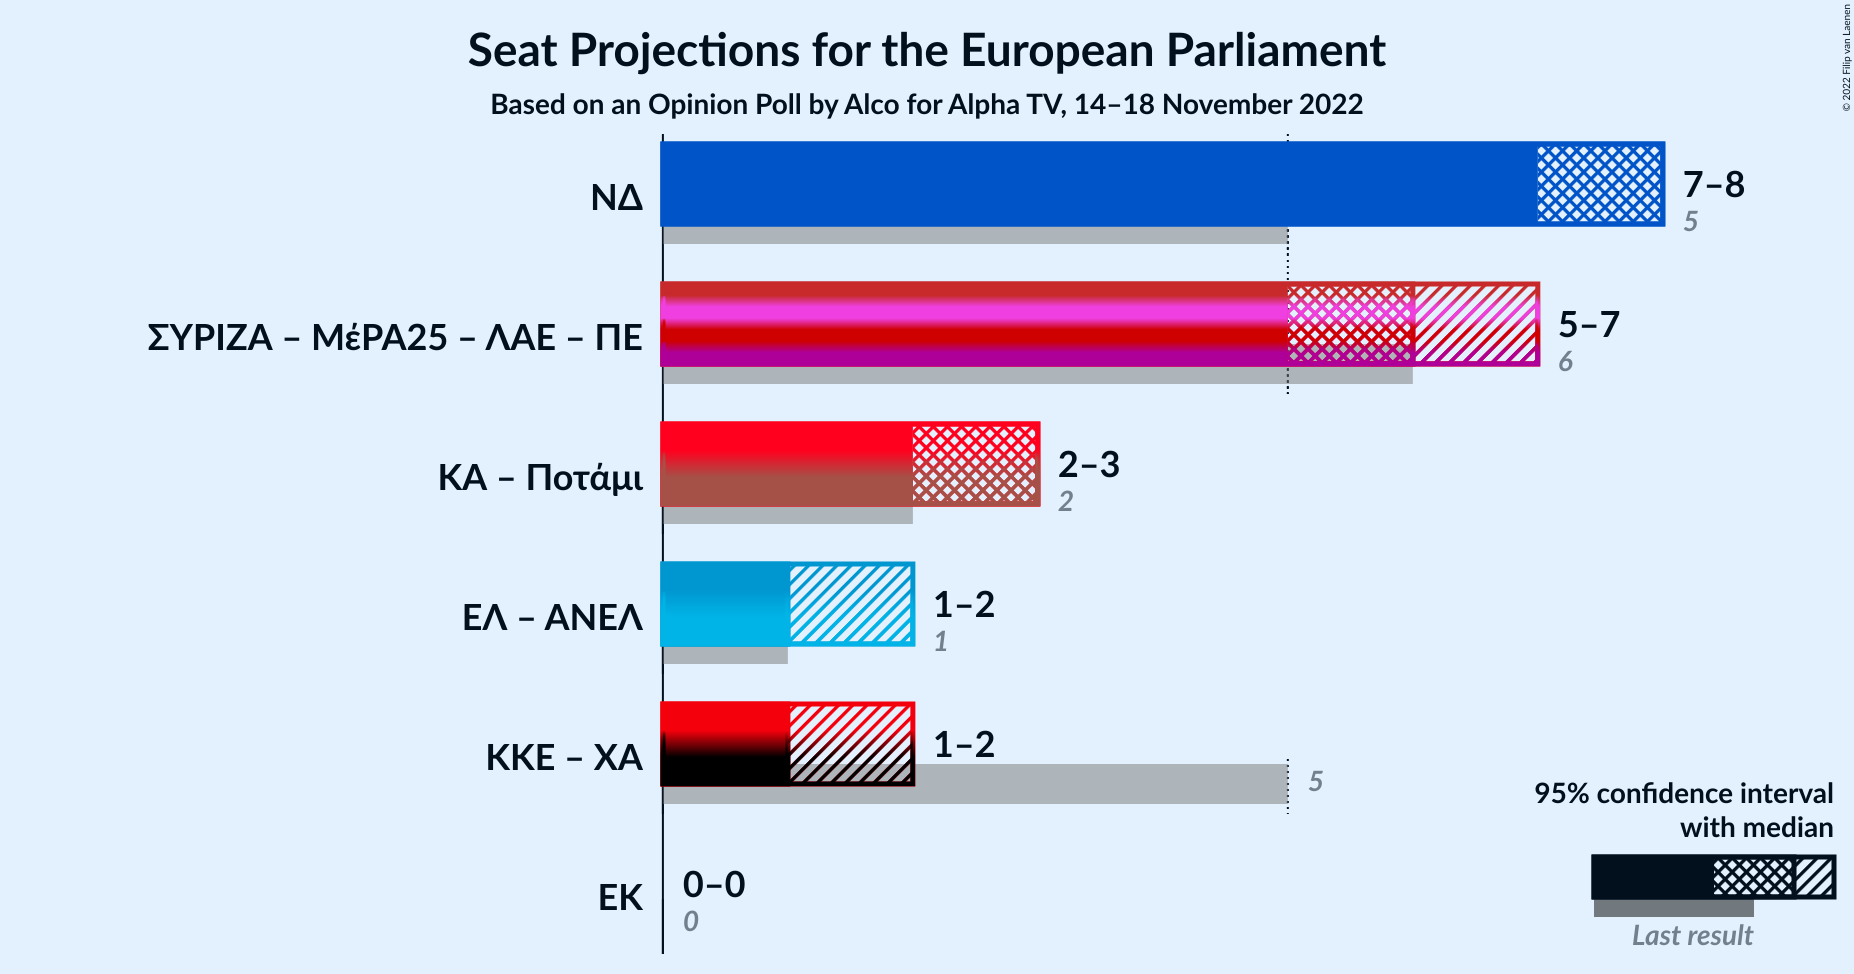 Seat Projections for the European Parliament
Based on an Opinion Poll by Alco for Alpha TV, 14–18 November 2022
© 2022 Filip van Laenen
ΝΔ
7–8
5
ΣΥΡΙΖΑ – ΜέΡΑ25 – ΛΑΕ – ΠΕ
5–7
6
ΚΑ – Ποτάμι
2–3
2
ΕΛ – ΑΝΕΛ
1–2
1
ΚΚΕ – ΧΑ
1–2
5
ΕΚ
0–0
0
95% confidence interval
with median
Last result